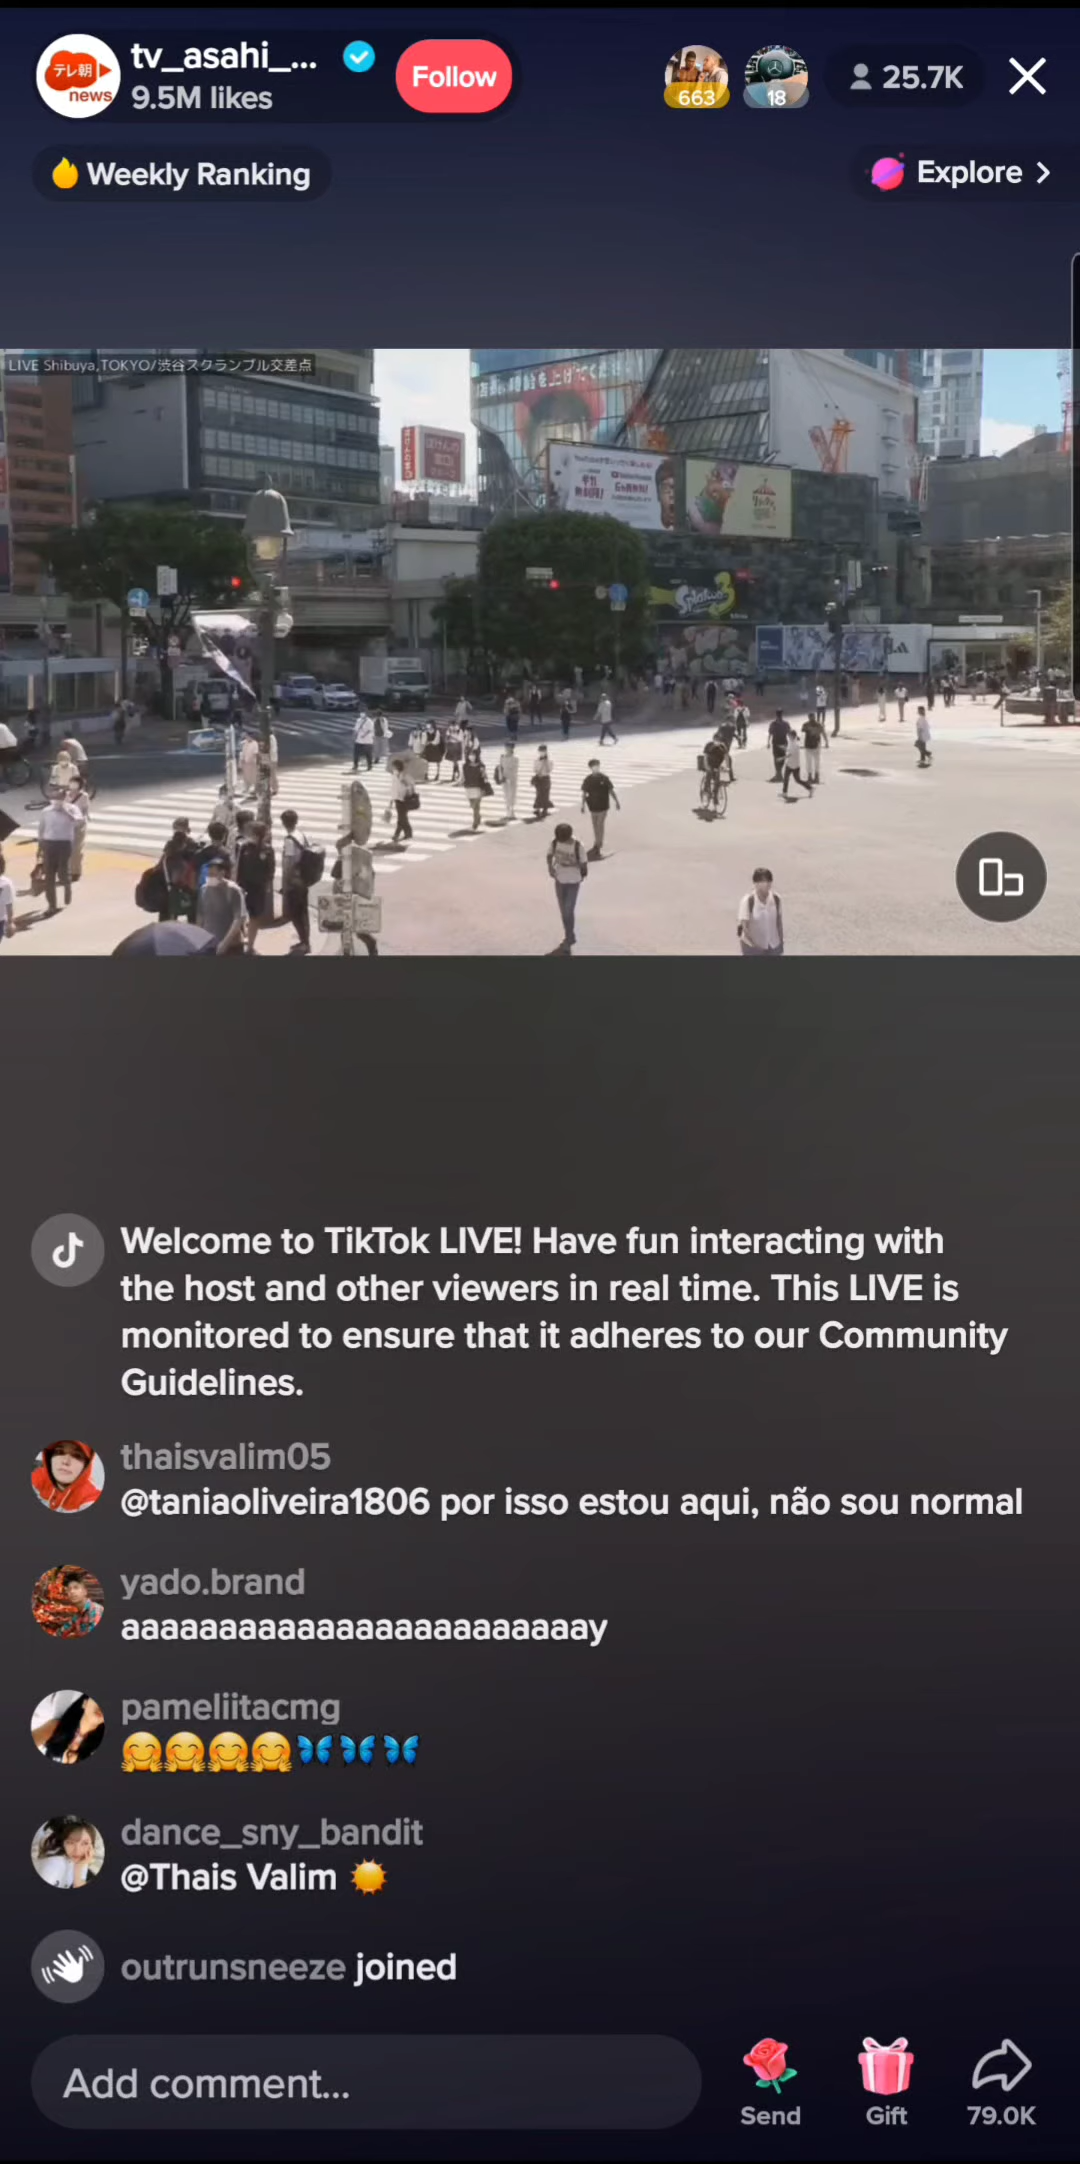 テレ朝
news
tv_asahi_...
9.5M likes
Follow
663
18
25.7K
Weekly Ranking
Explore
LIVE Shibuya,TOKYO/渋谷スクランブル交差点
Splatoon 3
Welcome to TikTok LIVE! Have fun interacting with
the host and other viewers in real time. This LIVE is
monitored to ensure that it adheres to our Community
Guidelines.
thaisvalim05
@taniaoliveira1806 por isso estou aqui, não sou normal
yado.brand
aaaaaaaaaaaaaaaaaaaaaaaay
pameliitacmg
🤗🤗🤗🤗🦋🦋🦋
dance_sny_bandit
@Thais Valim ☀️
outrunsneeze joined
Add comment...
Send
Gift
79.0K